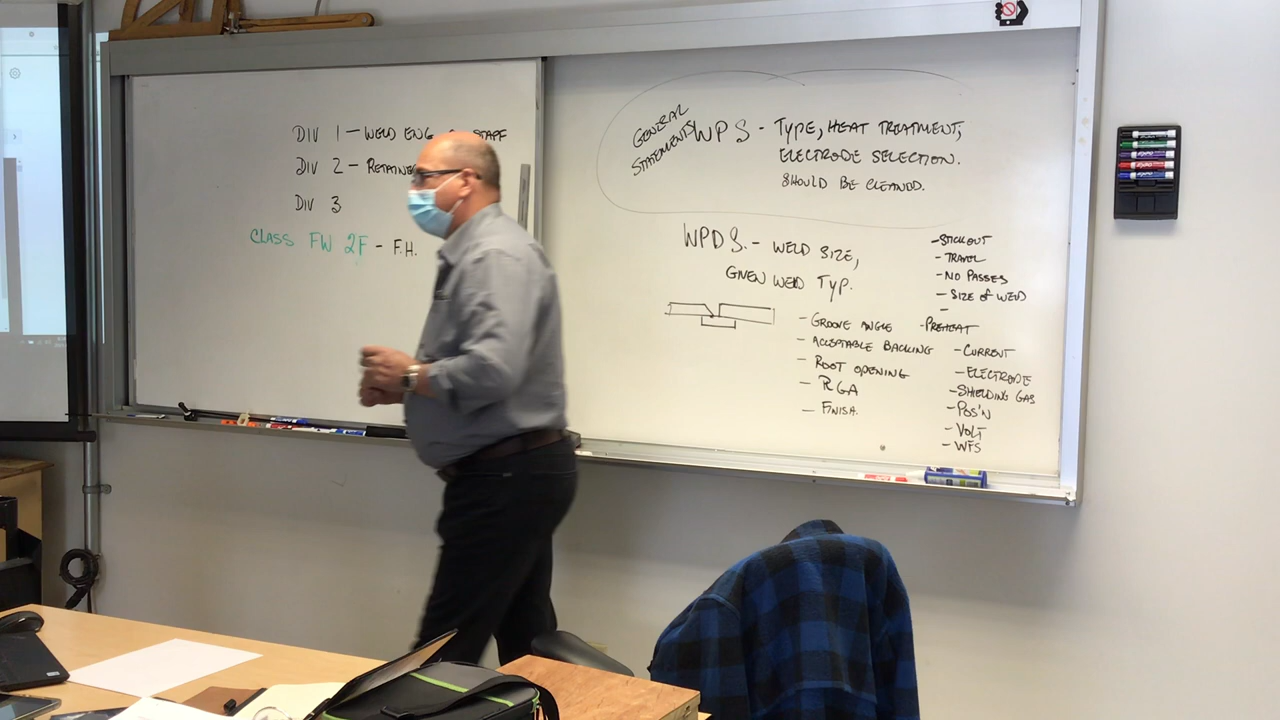 DIV 1 - WELD ENG STAFF
DIV 2 - RETAINE
DIV 3
CLASS FW 2F - F.H.
GENERAL
STATEMENTS
WPS - TYPE, HEAT TREATMENT,
ELECTRODE SELECTION.
SHOULD BE CLEANED.
WPDS. - WELD SIZE,
GIVEN WELD TYP.
- GROOVE ANGLE
- ACCEPTABLE BACKING
- ROOT OPENING
- RGA
- FINISH.
- STICKOUT
- TRAVEL
- NO PASSES
- SIZE OF WELD
-
- PREHEAT
- CURRENT
- ELECTRODE
- SHIELDING GAS
- POS'N
- VOLT
- WFS